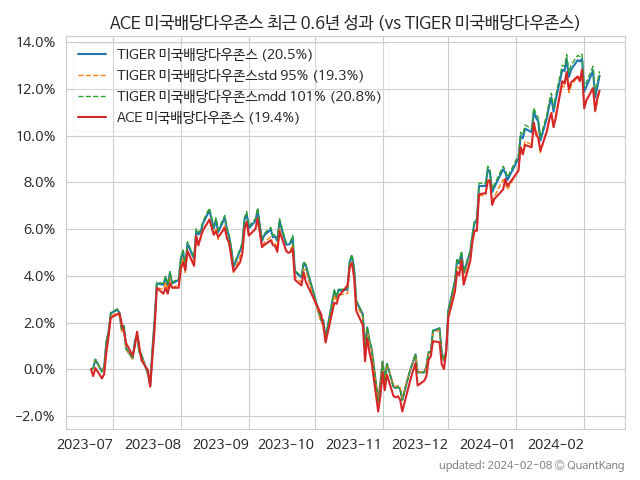 ACE 미국배당다우존스 최근 0.6년 성과 (vs TIGER 미국배당다우존스)
14.0%
12.0%
10.0%
8.0%
6.0%
4.0%
2.0%
0.0%
−2.0%
TIGER 미국배당다우존스 (20.5%)
TIGER 미국배당다우존스std 95% (19.3%)
TIGER 미국배당다우존스mdd 101% (20.8%)
ACE 미국배당다우존스 (19.4%)
2023-07 2023-08 2023-09 2023-10 2023-11 2023-12 2024-01 2024-02
updated: 2024-02-08 © QuantKang